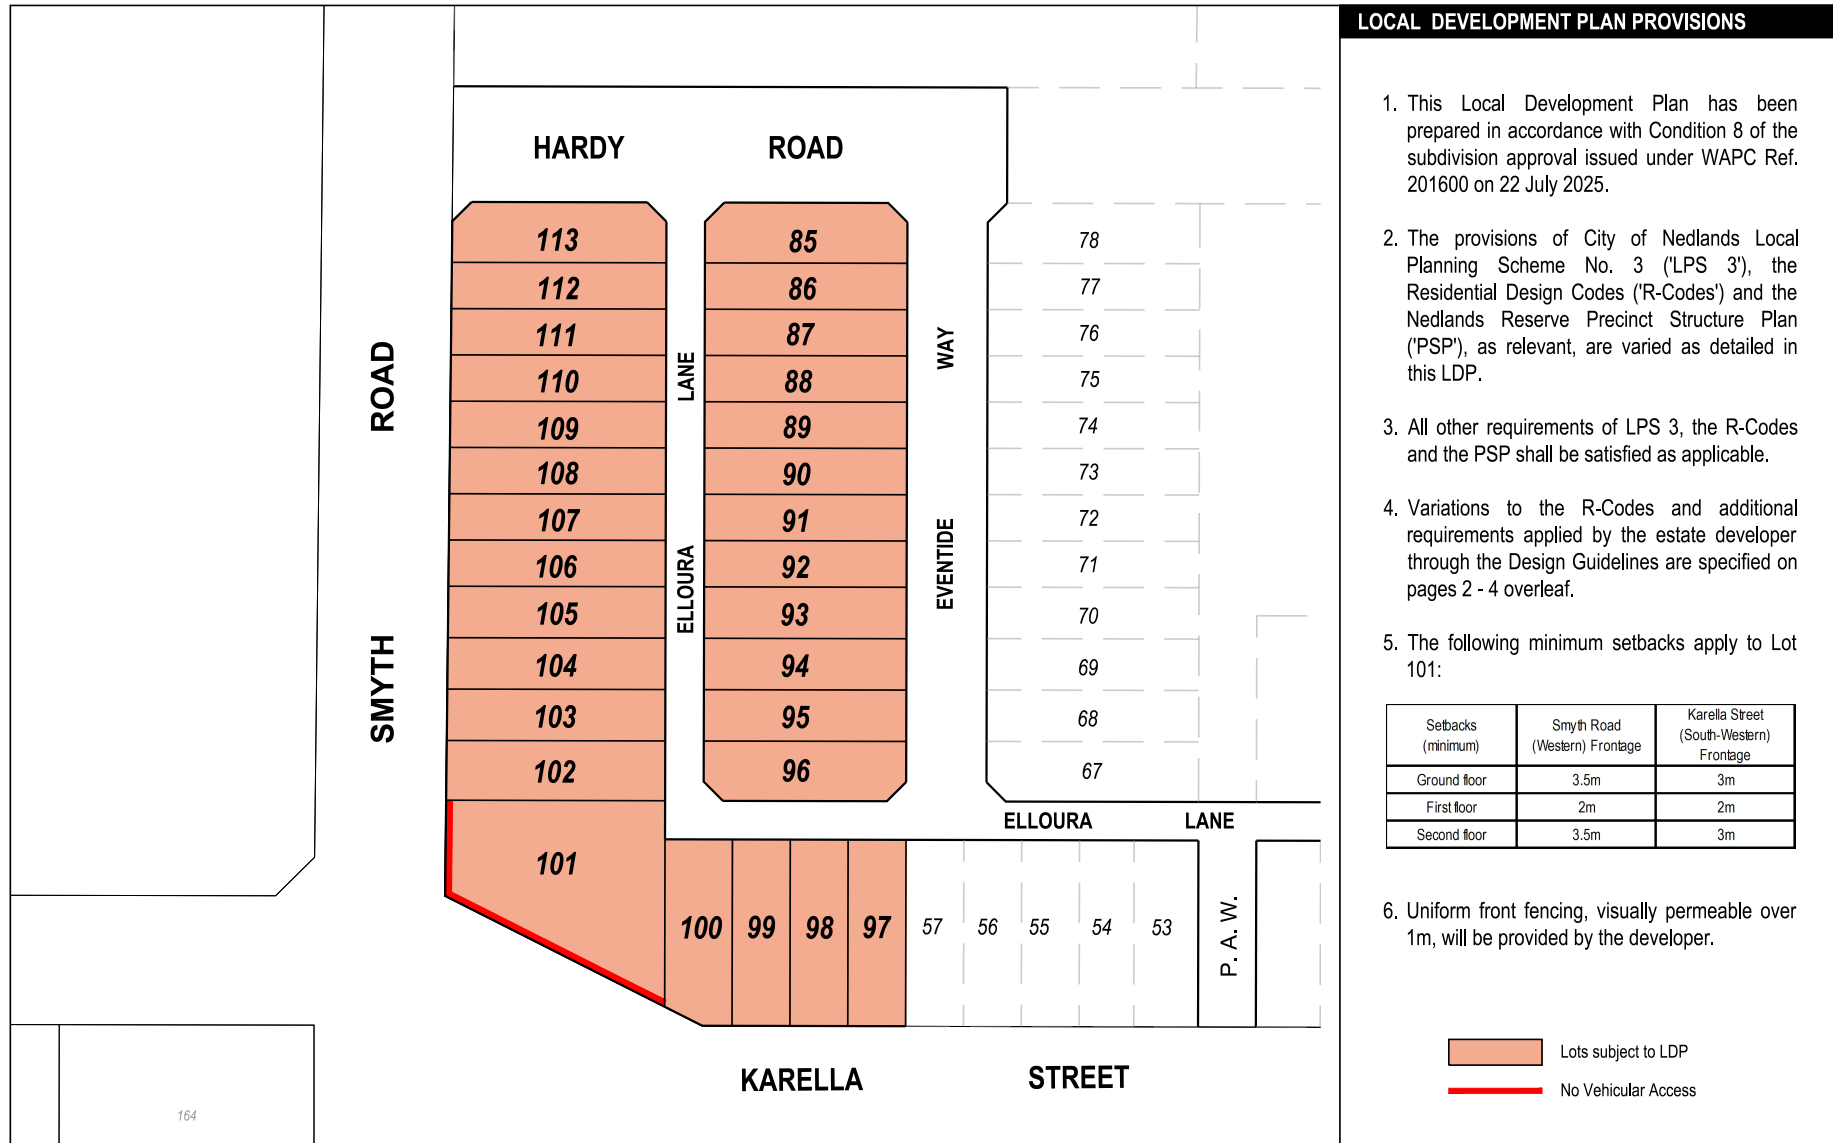 LOCAL DEVELOPMENT PLAN PROVISIONS
1. This Local Development Plan has been
prepared in accordance with Condition 8 of the
subdivision approval issued under WAPC Ref.
201600 on 22 July 2025.
2. The provisions of City of Nedlands Local
Planning Scheme No. 3 ('LPS 3'), the
Residential Design Codes ('R-Codes') and the
Nedlands Reserve Precinct Structure Plan
('PSP'), as relevant, are varied as detailed in
this LDP.
3. All other requirements of LPS 3, the R-Codes
and the PSP shall be satisfied as applicable.
4. Variations to the R-Codes and additional
requirements applied by the estate developer
through the Design Guidelines are specified on
pages 2 - 4 overleaf.
5. The following minimum setbacks apply to Lot
101:
Setbacks
(minimum)
Smyth Road
(Western) Frontage
Karella Street
(South-Western)
Frontage
Ground floor 3.5m 3m
First floor 2m 2m
Second floor 3.5m 3m
6. Uniform front fencing, visually permeable over
1m, will be provided by the developer.
Lots subject to LDP
No Vehicular Access
HARDY ROAD
SMYTH ROAD
ELLOURA LANE
EVENTIDE WAY
113
112
111
110
109
108
107
106
105
104
103
102
101
85
86
87
88
89
90
91
92
93
94
95
96
78
77
76
75
74
73
72
71
70
69
68
67
ELLOURA LANE
100 99 98 97 57 56 55 54 53
P. A. W.
KARELLA STREET
164